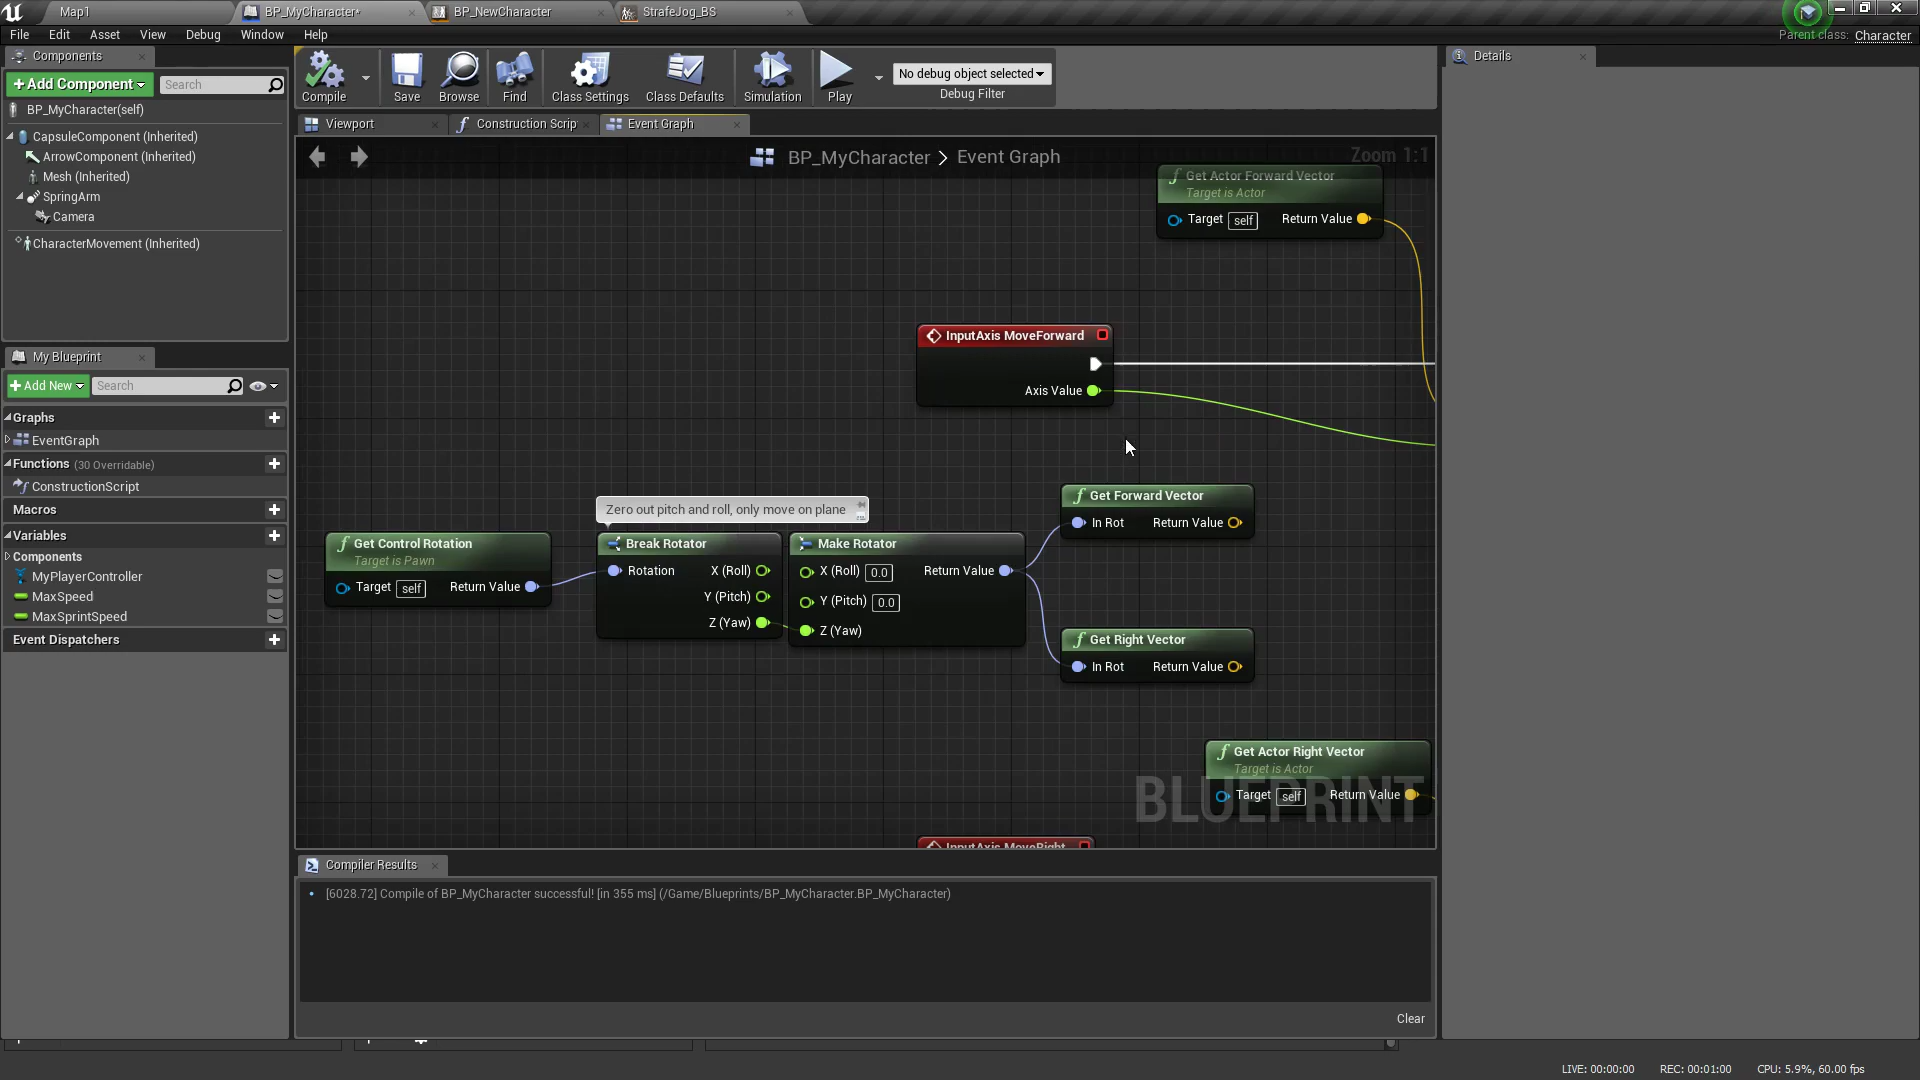 Map1
BP_MyCharacter*
BP_NewCharacter
StrafeJog_BS
File Edit Asset View Debug Window Help
Parent class: Character
Components
+Add Component
Search
BP_MyCharacter(self)
CapsuleComponent (Inherited)
ArrowComponent (Inherited)
Mesh (Inherited)
SpringArm
Camera
CharacterMovement (Inherited)
My Blueprint
+Add New
Search
Graphs
EventGraph
Functions (30 Overridable)
ConstructionScript
Macros
Variables
Components
MyPlayerController
MaxSpeed
MaxSprintSpeed
Event Dispatchers
Compile
Save
Browse
Find
Class Settings
Class Defaults
Simulation
Play
No debug object selected
Debug Filter
Viewport
Construction Scrip
Event Graph
BP_MyCharacter > Event Graph
Zoom 1:1
Get Actor Forward Vector
Target is Actor
Target self Return Value
InputAxis MoveForward
Axis Value
Get Forward Vector
In Rot Return Value
Zero out pitch and roll, only move on plane
Get Control Rotation
Target is Pawn
Target self Return Value
Break Rotator
Rotation X (Roll)
Y (Pitch)
Z (Yaw)
Make Rotator
X (Roll) 0.0 Return Value
Y (Pitch) 0.0
Z (Yaw)
Get Right Vector
In Rot Return Value
Get Actor Right Vector
Target is Actor
Target self Return Value
BLUEPRINT
InputAxis MoveRight
Compiler Results
[6028.72] Compile of BP_MyCharacter successful! [in 355 ms] (/Game/Blueprints/BP_MyCharacter.BP_MyCharacter)
Clear
Details
LIVE: 00:00:00 REC: 00:01:00 CPU: 5.9%, 60.00 fps